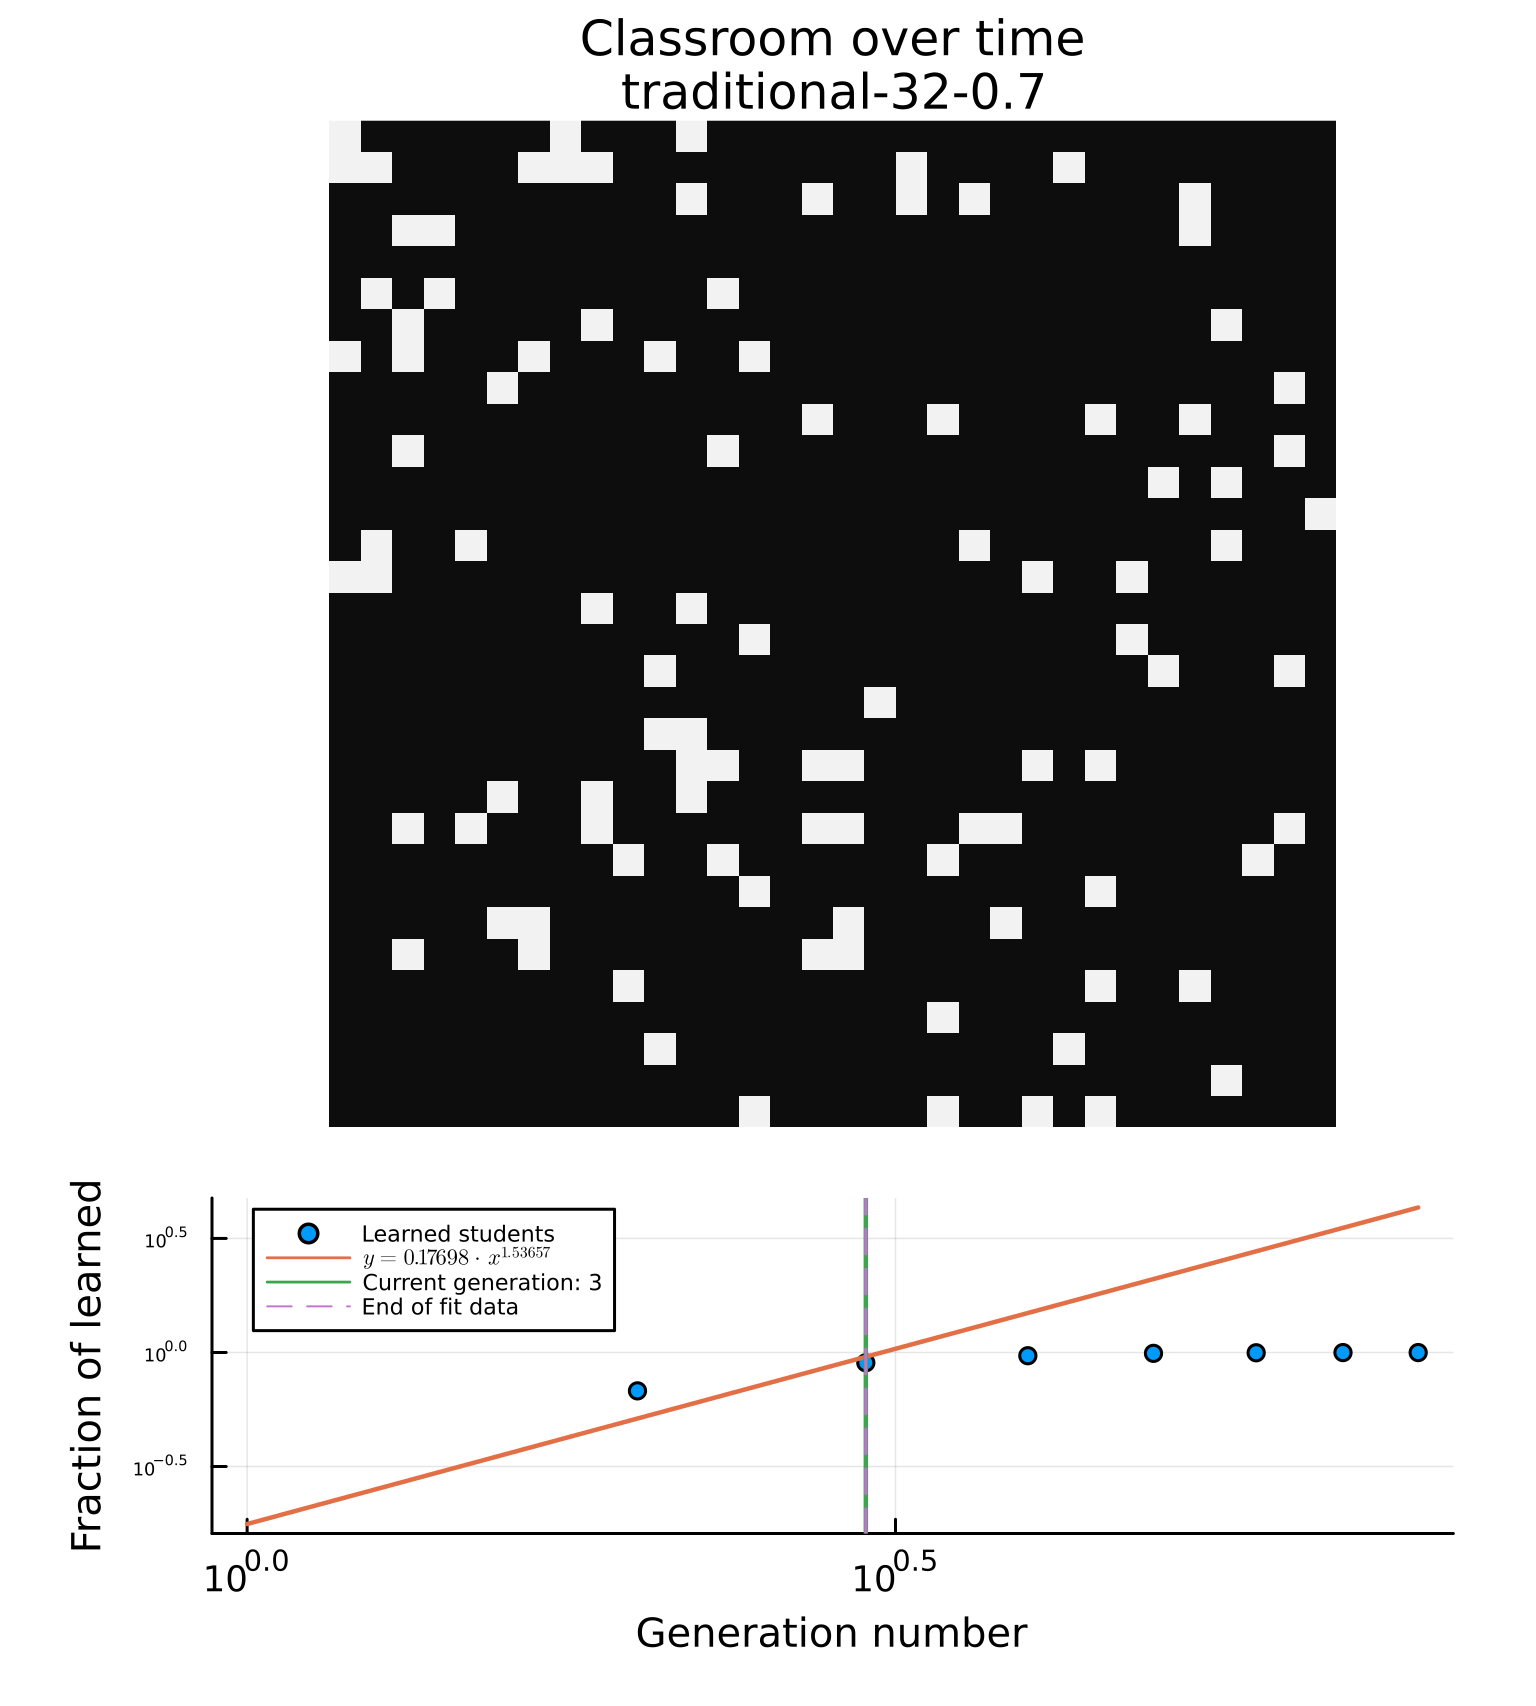 Classroom over time
traditional-32-0.7
Fraction of learned
10^0.5
10^0.0
10^−0.5
Learned students
y = 0.17698 · x^1.53657
Current generation: 3
End of fit data
10^0.0
10^0.5
Generation number